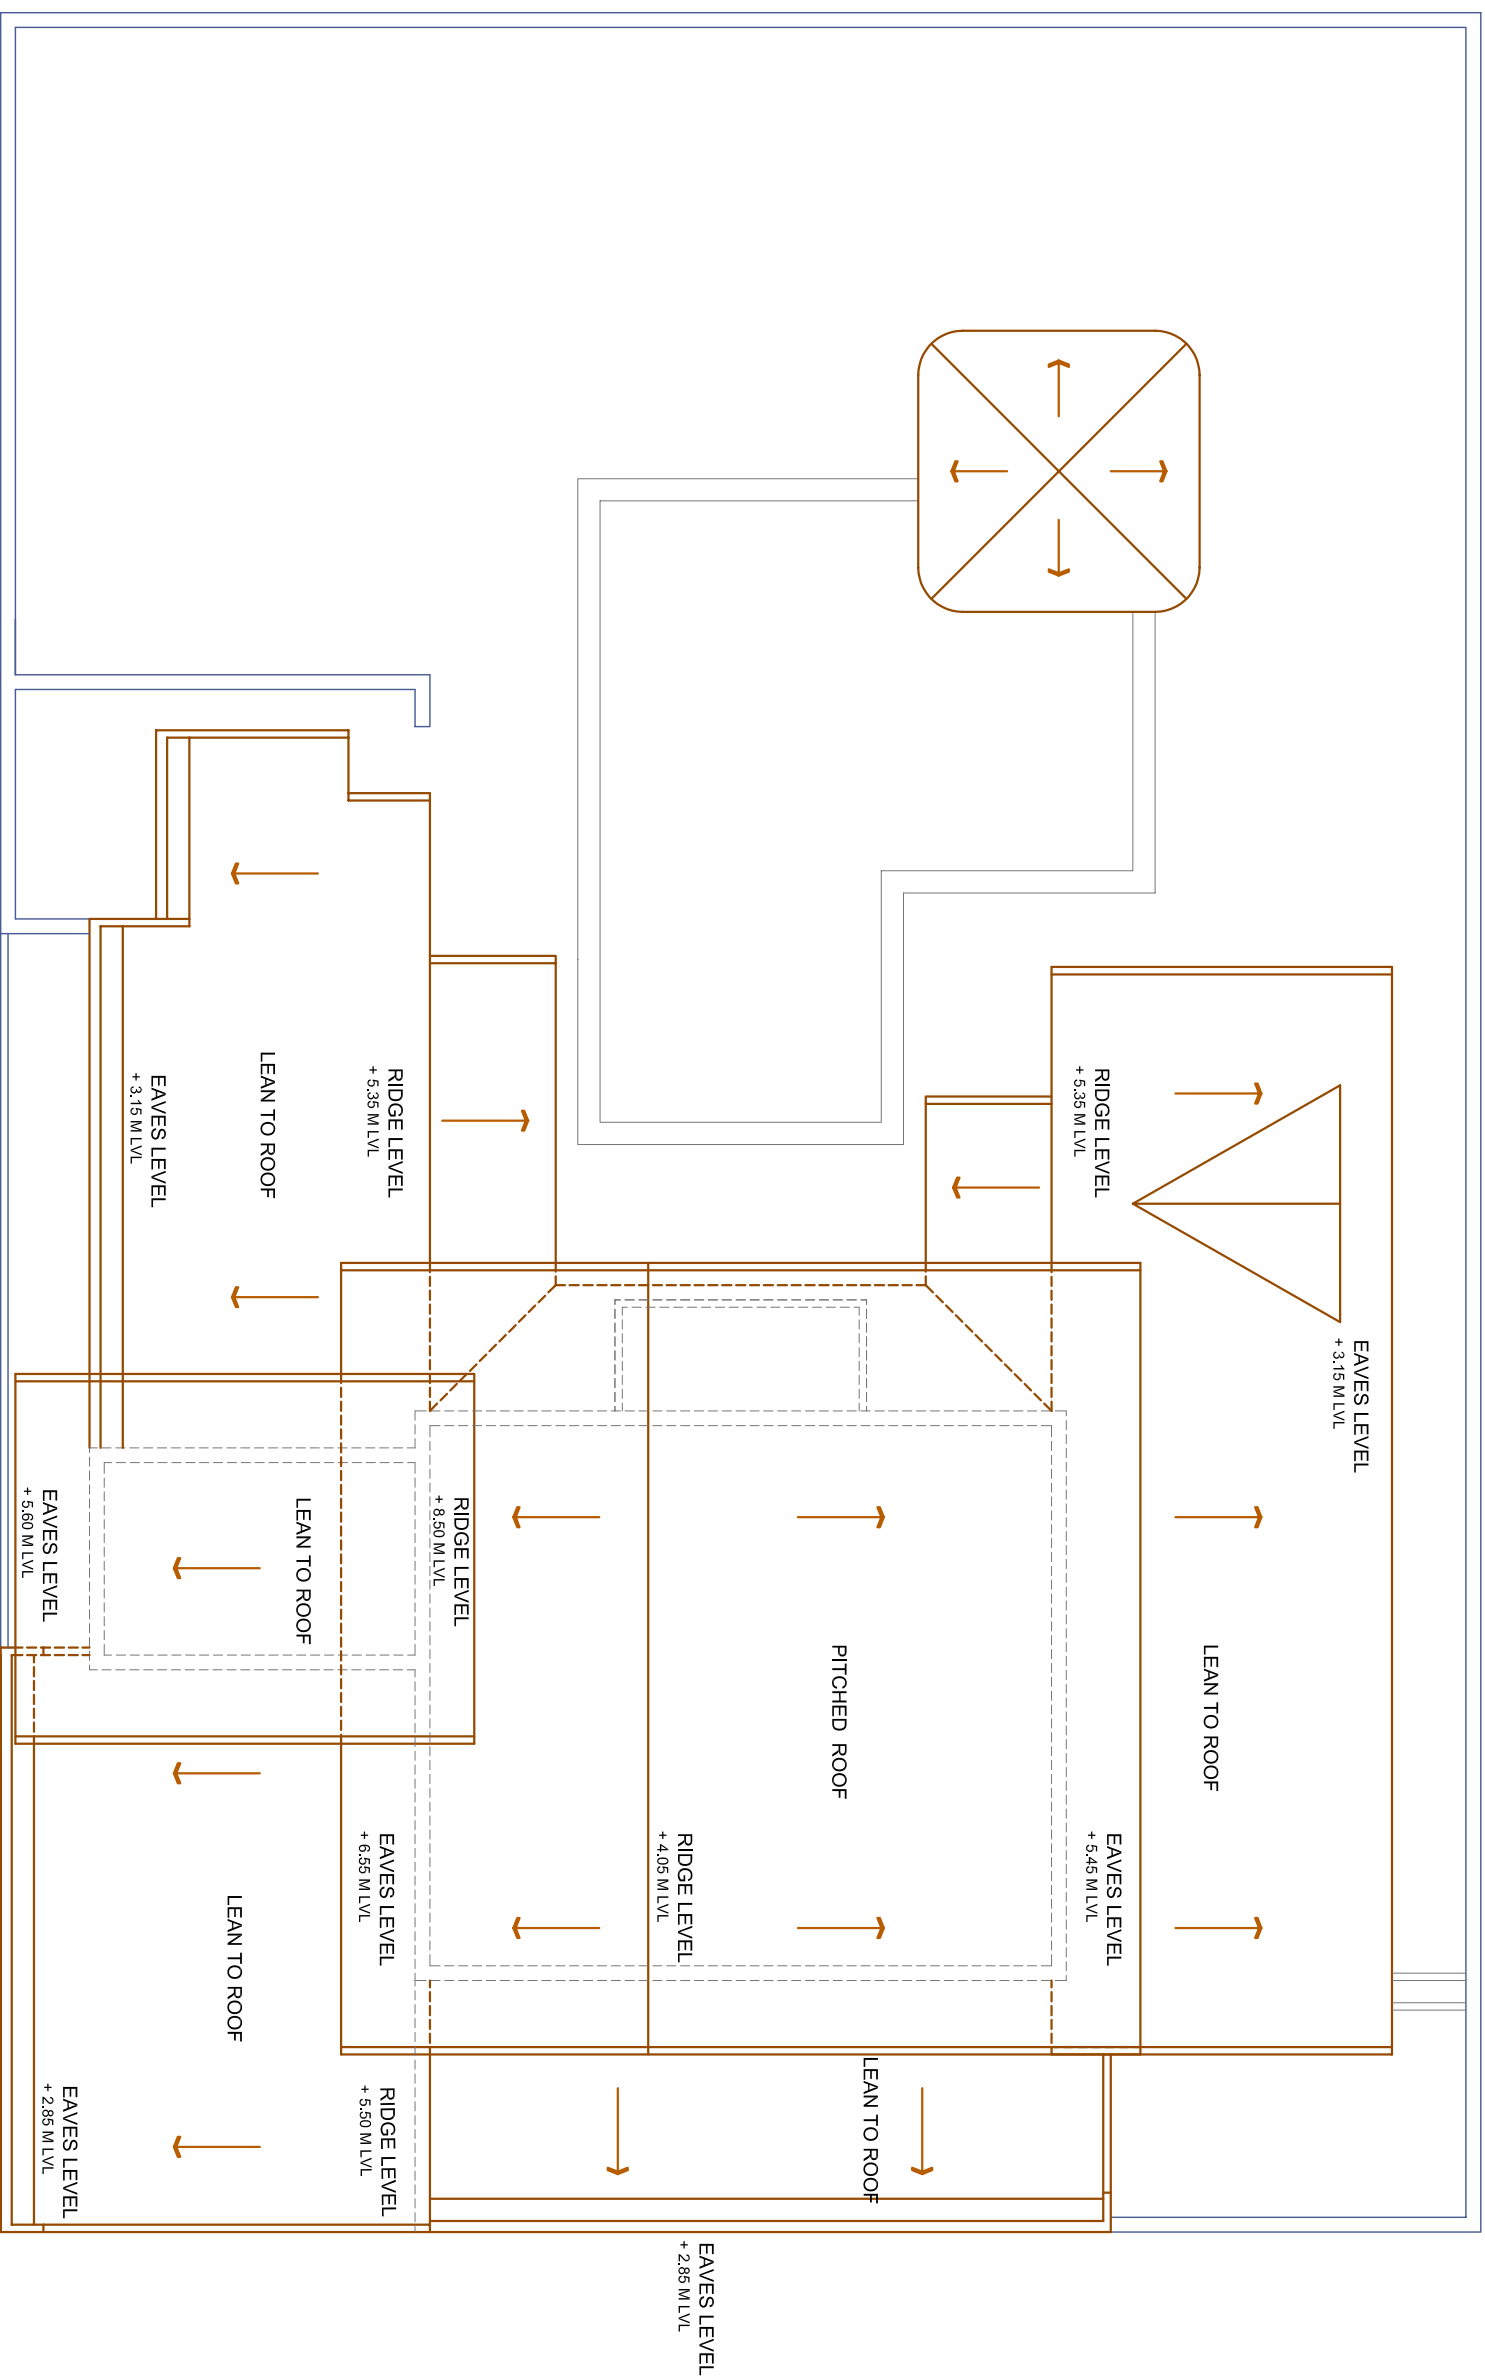 EAVES LEVEL
+ 3.15 M LVL
LEAN TO ROOF
RIDGE LEVEL
+ 5.35 M LVL
RIDGE LEVEL
+ 5.35 M LVL
EAVES LEVEL
+ 3.15 M LVL
EAVES LEVEL
+ 5.60 M LVL
LEAN TO ROOF
RIDGE LEVEL
+ 8.50 M LVL
PITCHED ROOF
LEAN TO ROOF
EAVES LEVEL
+ 6.55 M LVL
RIDGE LEVEL
+ 4.05 M LVL
EAVES LEVEL
+ 5.45 M LVL
LEAN TO ROOF
EAVES LEVEL
+ 2.85 M LVL
RIDGE LEVEL
+ 5.50 M LVL
LEAN TO ROOF
EAVES LEVEL
+ 2.85 M LVL